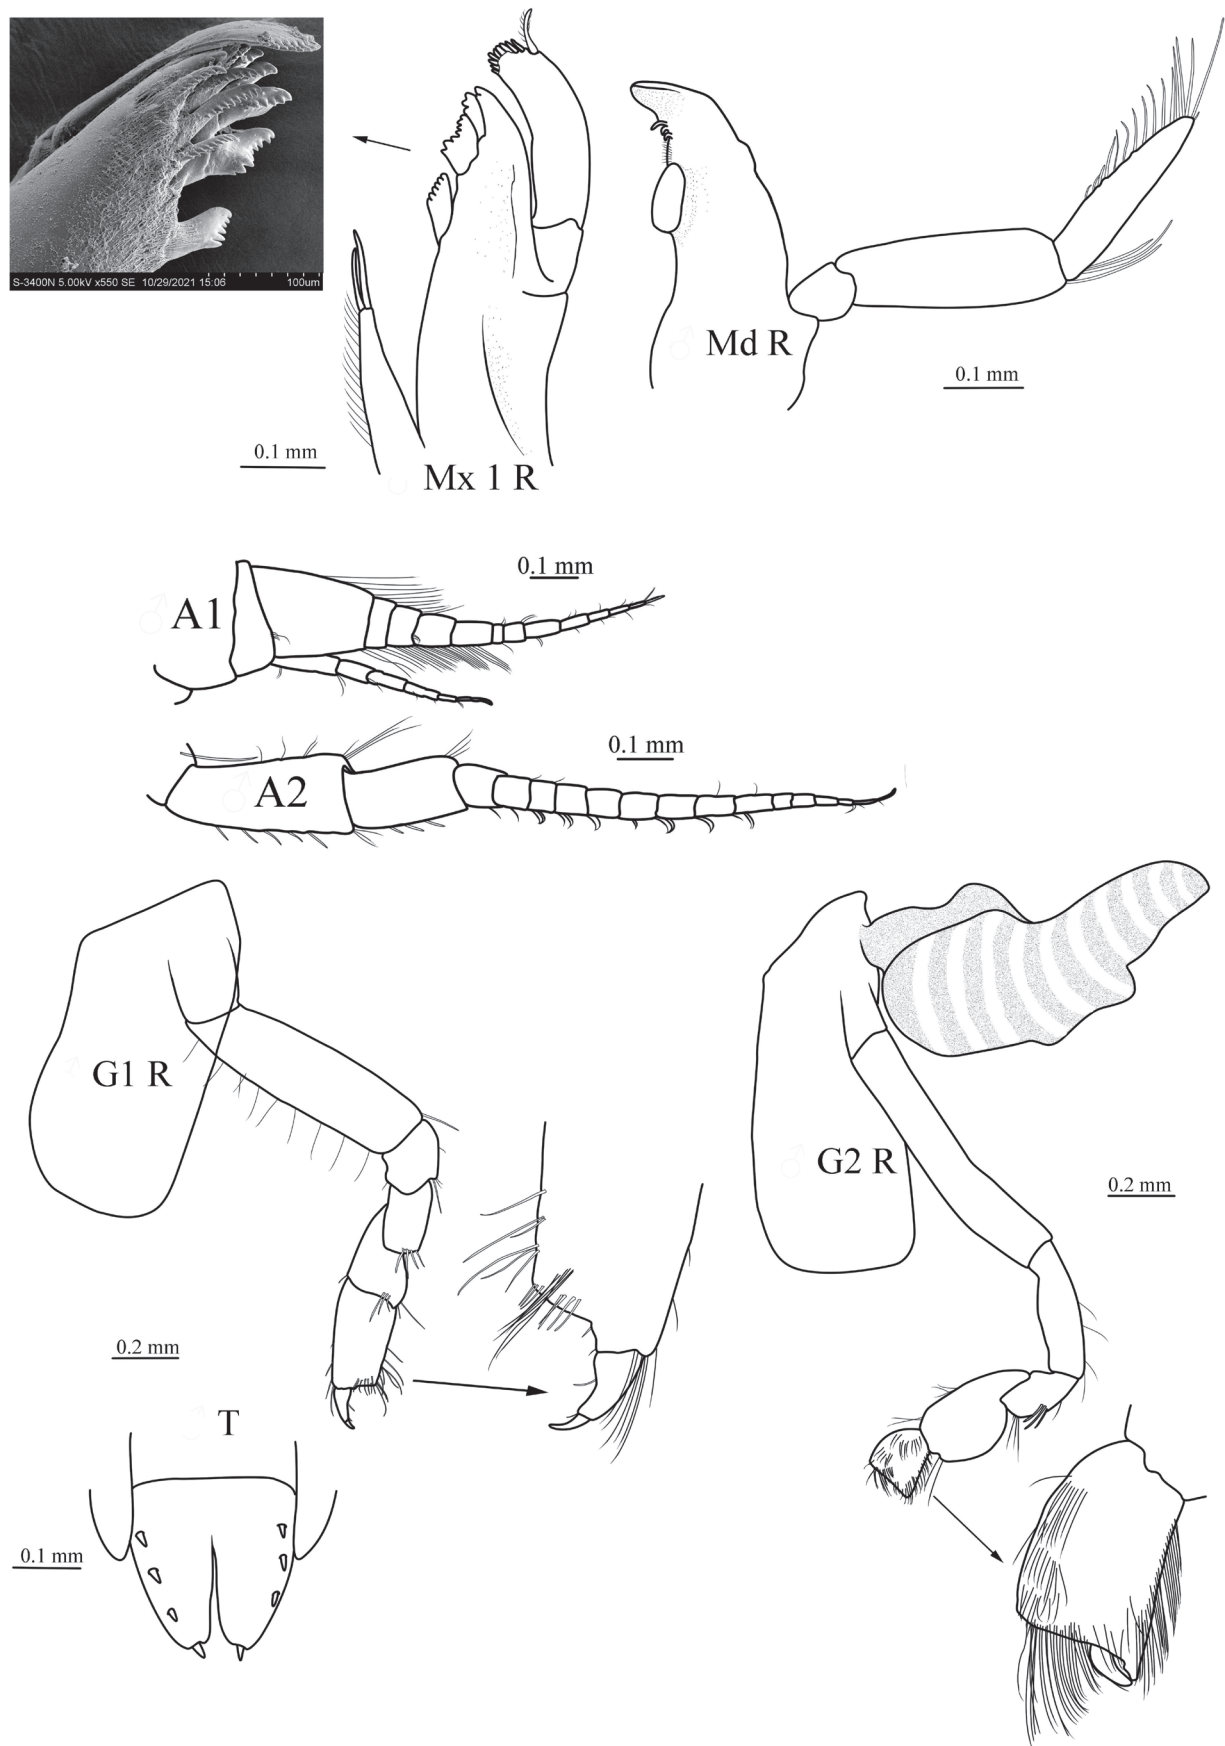 S-3400N 5.00kV x550 SE 10/29/2021 15:06 100um
♂ Md R
0.1 mm
0.1 mm
Mx 1 R
0.1 mm
♂ A1
0.1 mm
♂ A2
G1 R
♂ G2 R
0.2 mm
0.2 mm
♂ T
0.1 mm